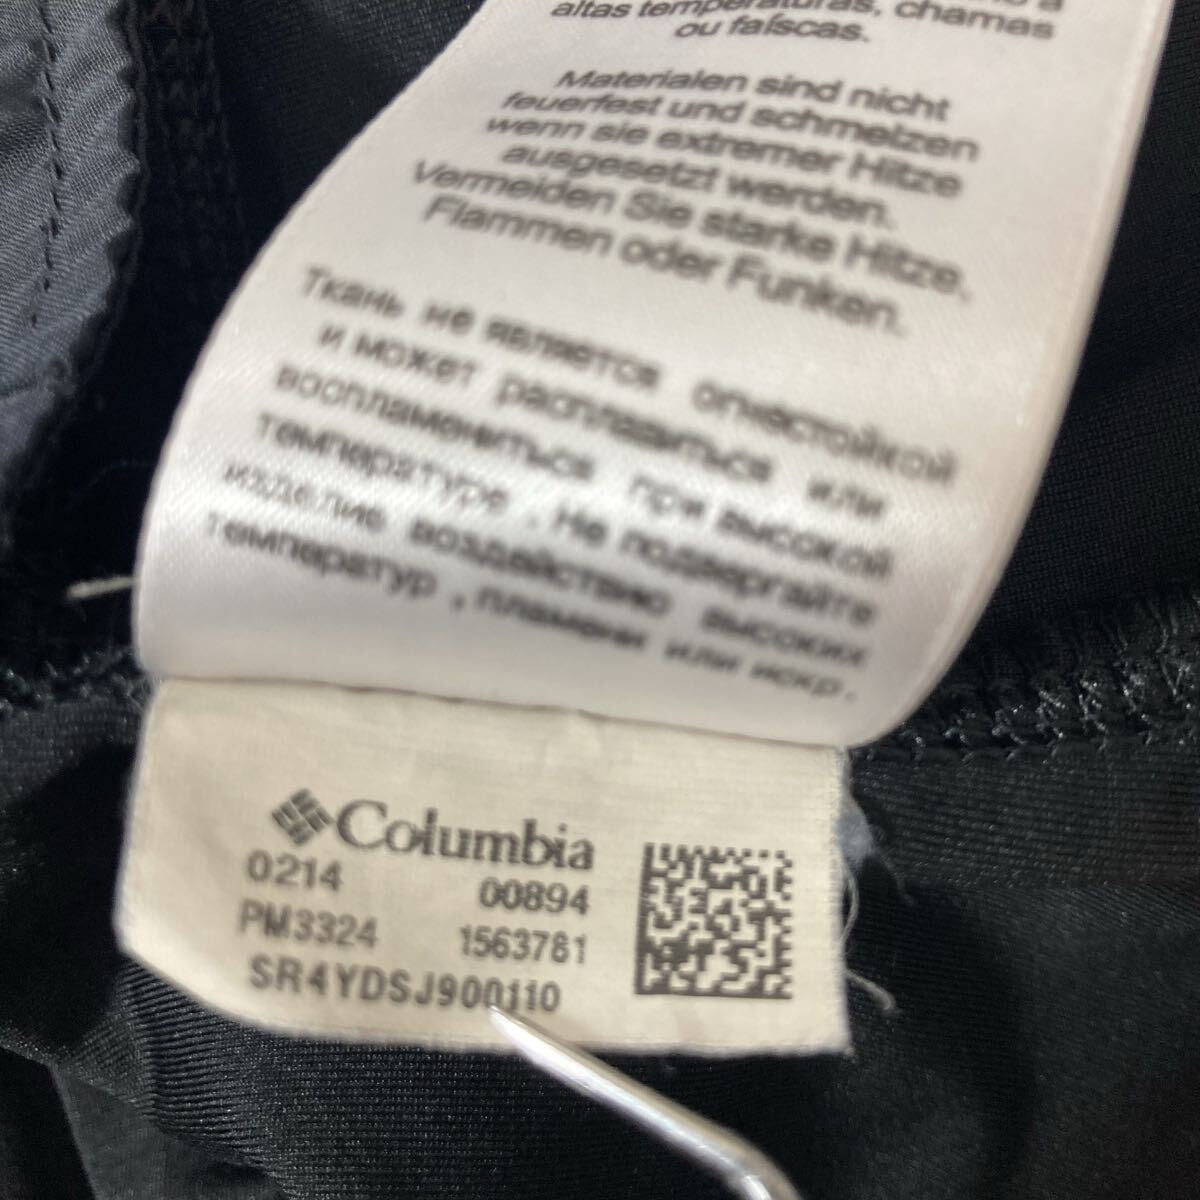 altas temperaturas, chamas
ou faíscas.
Materialen sind nicht
feuerfest und schmelzen
wenn sie extremer Hitze
ausgesetzt werden.
Vermeiden Sie starke Hitze,
Flammen oder Funken.
Ткань не является огнестойкой
и может расплавиться или
воспламениться при высокой
температуре . Не подвергайте
изделие воздействию высоких
температур , пламени или искр.
Columbia
0214 00894
PM3324 1563781
SR4YDSJ900110